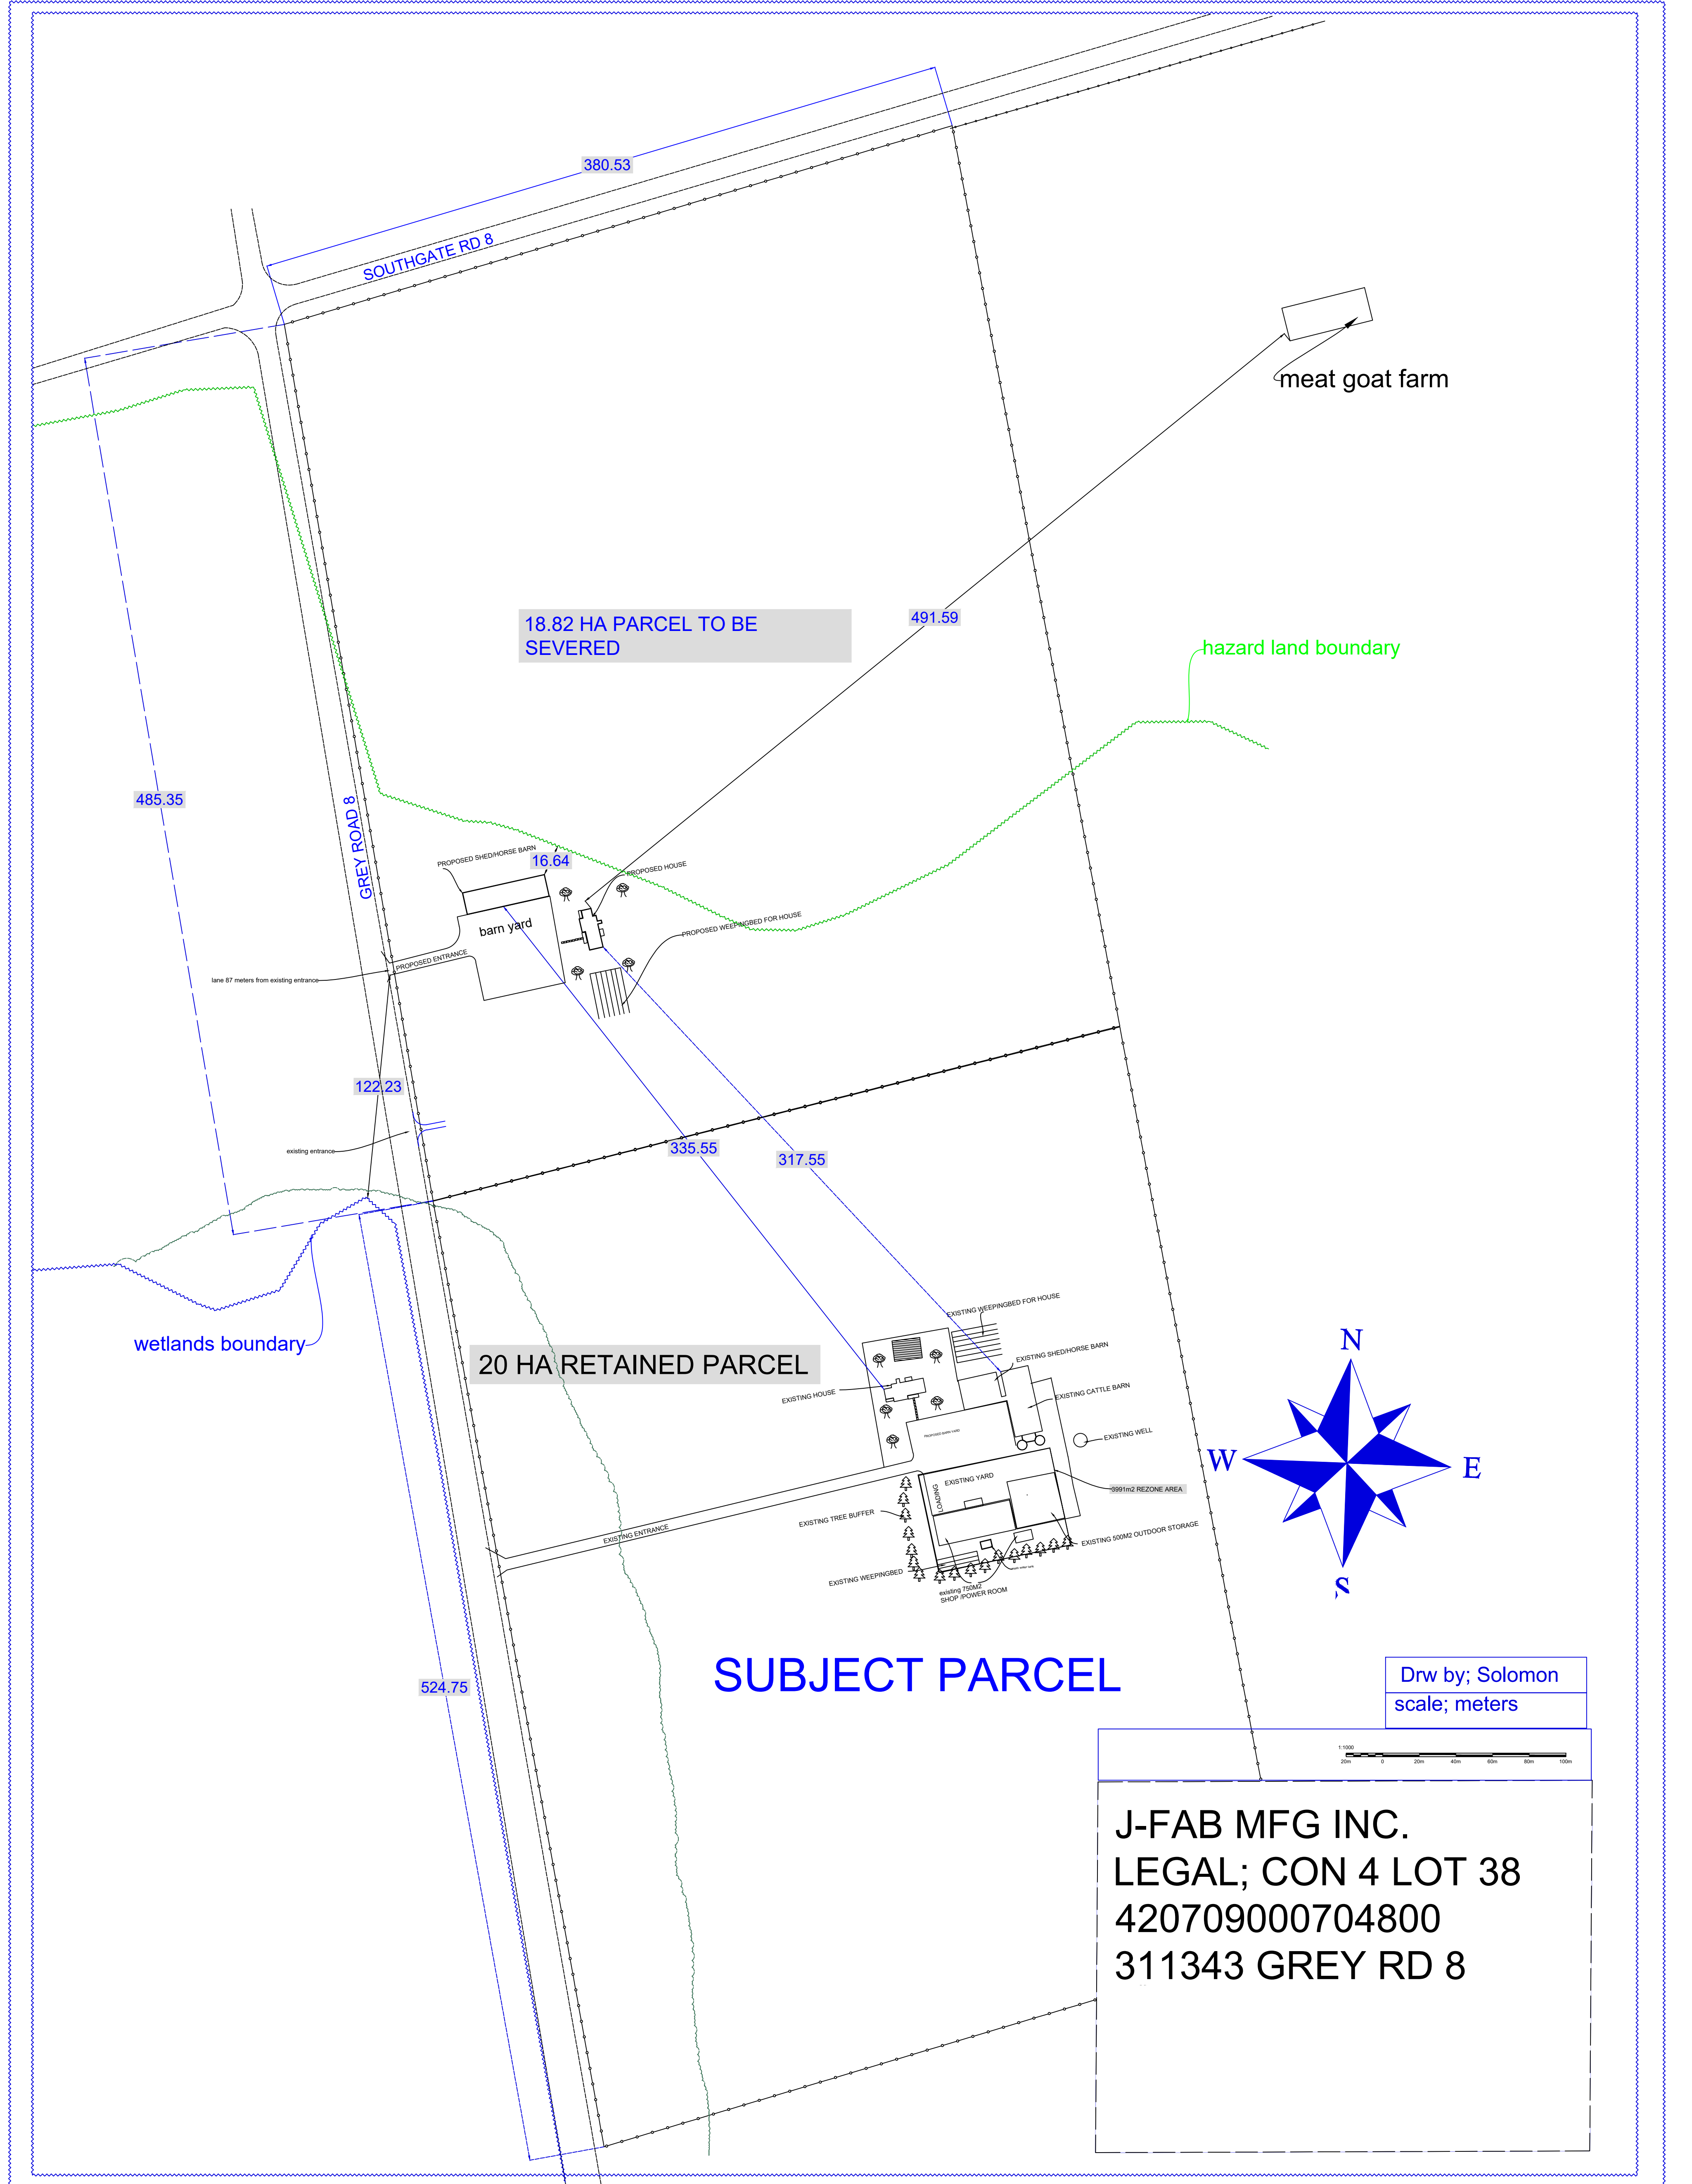 380.53
SOUTHGATE RD 8
meat goat farm
18.82 HA PARCEL TO BE
SEVERED
491.59
hazard land boundary
485.35
GREY ROAD 8
PROPOSED SHED/HORSE BARN
16.64
PROPOSED HOUSE
barn yard
PROPOSED WEEPINGBED FOR HOUSE
PROPOSED ENTRANCE
lane 87 meters from existing entrance
122.23
existing entrance
335.55
317.55
wetlands boundary
20 HA RETAINED PARCEL
EXISTING WEEPINGBED FOR HOUSE
EXISTING SHED/HORSE BARN
EXISTING HOUSE
EXISTING CATTLE BARN
PROPOSED BARN YARD
EXISTING WELL
EXISTING YARD
LOADING
3991m2 REZONE AREA
EXISTING TREE BUFFER
EXISTING ENTRANCE
EXISTING 500M2 OUTDOOR STORAGE
EXISTING WEEPINGBED
existing 750M2
SHOP /POWER ROOM
N
W
E
S
524.75
SUBJECT PARCEL
Drw by; Solomon
scale; meters
1:1000
20m 0 20m 40m 60m 80m 100m
J-FAB MFG INC.
LEGAL; CON 4 LOT 38
420709000704800
311343 GREY RD 8